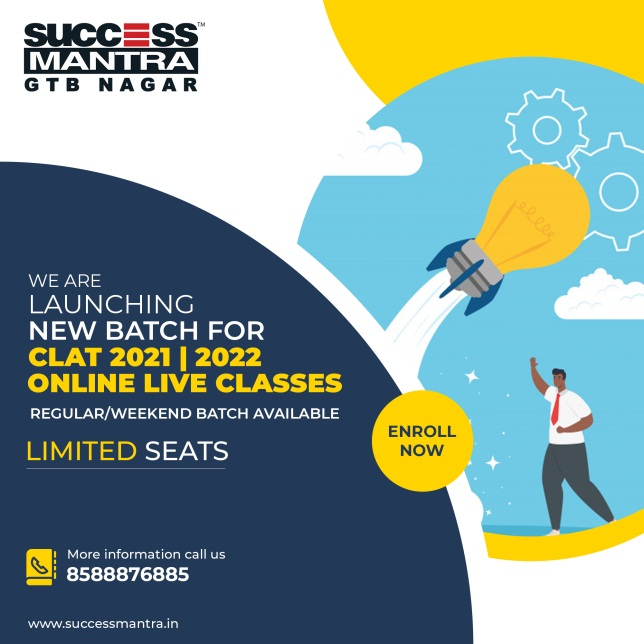 SUCCESS™
MANTRA
GTB NAGAR
WE ARE
LAUNCHING
NEW BATCH FOR
CLAT 2021 | 2022
ONLINE LIVE CLASSES
REGULAR/WEEKEND BATCH AVAILABLE
LIMITED SEATS
ENROLL
NOW
More information call us
8588876885
www.successmantra.in